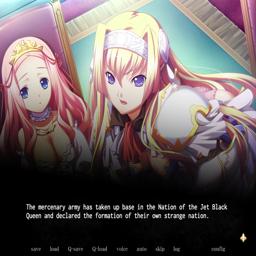 The mercenary army has taken up base in the Nation of the Jet Black
Queen and declared the formation of their own strange nation.
save load Q-save Q-load voice auto skip log config